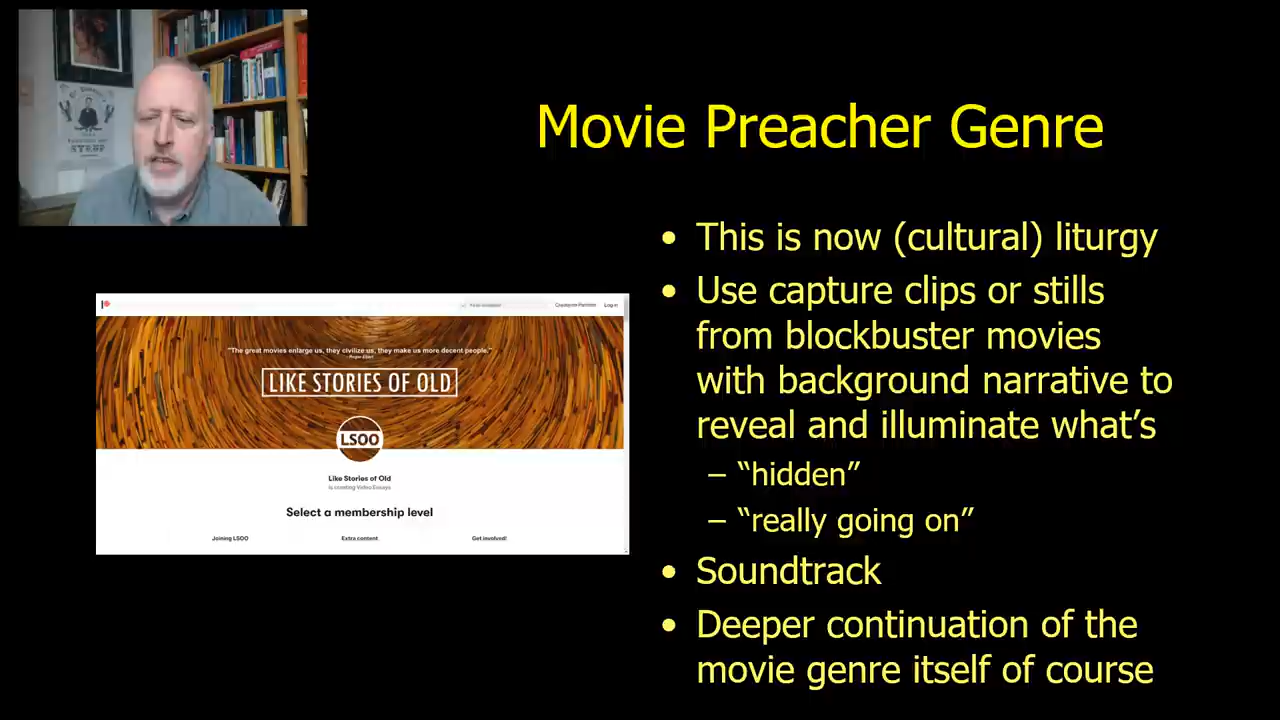 Movie Preacher Genre
• This is now (cultural) liturgy
• Use capture clips or stills
from blockbuster movies
with background narrative to
reveal and illuminate what's
– "hidden"
– "really going on"
• Soundtrack
• Deeper continuation of the
movie genre itself of course
Log in
"The great movies enlarge us, they civilize us, they make us more decent people."
LIKE STORIES OF OLD
LSOO
Like Stories of Old
is creating Video Essays
Select a membership level
Joining LSOO
Extra content
Get involved!